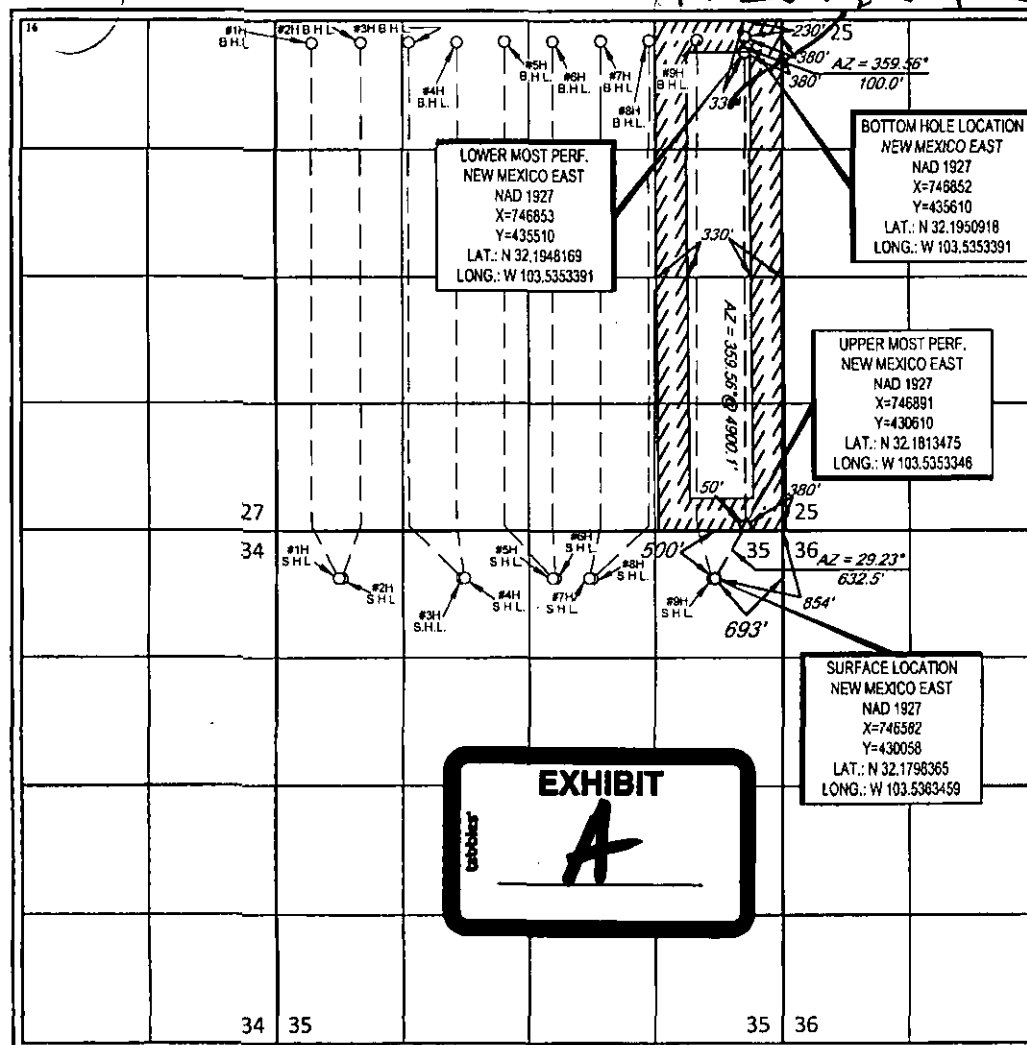 16
#1H
B.H.L.
#2H B.H.L.
#3H B.H.L.
#4H
B.H.L.
#5H
B.H.L.
#6H
B.H.L.
#7H
B.H.L.
#8H
B.H.L.
#9H
B.H.L.
230'
25
380'
380'
AZ = 359.56°
100.0'
LOWER MOST PERF.
NEW MEXICO EAST
NAD 1927
X=746853
Y=435510
LAT.: N 32.1948169
LONG.: W 103.5353391
BOTTOM HOLE LOCATION
NEW MEXICO EAST
NAD 1927
X=746852
Y=435610
LAT.: N 32.1950918
LONG.: W 103.5353391
330'
AZ = 359.56° @ 4900.1'
UPPER MOST PERF.
NEW MEXICO EAST
NAD 1927
X=746891
Y=430610
LAT.: N 32.1813475
LONG.: W 103.5353346
50'
380'
27
25
34
500'
35
36
#1H
S.H.L.
#2H
S.H.L.
#3H
S.H.L.
#4H
S.H.L.
#5H
S.H.L.
#6H
S.H.L.
#7H
S.H.L.
#8H
S.H.L.
#9H
S.H.L.
AZ = 29.23°
632.5'
854'
693'
SURFACE LOCATION
NEW MEXICO EAST
NAD 1927
X=746582
Y=430058
LAT.: N 32.1798365
LONG.: W 103.5363459
EXHIBIT
A
tabbies'
34
35
35
36